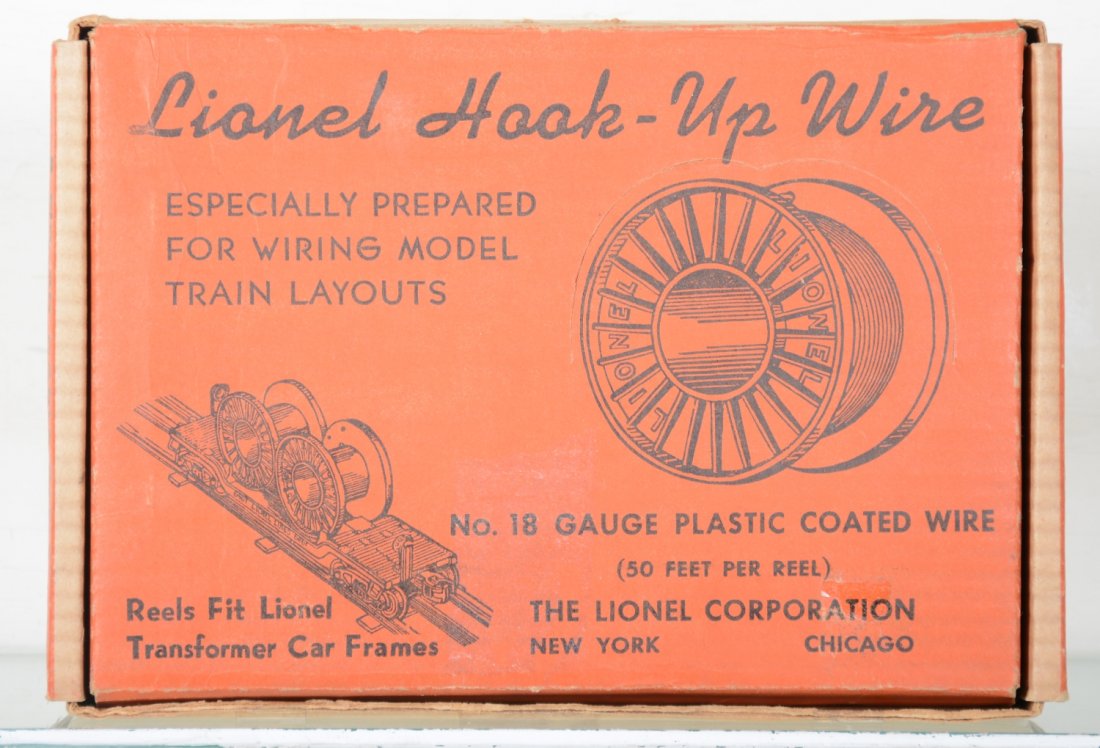 Lionel Hook-Up Wire
ESPECIALLY PREPARED
FOR WIRING MODEL
TRAIN LAYOUTS
LIONEL
LIONEL
No. 18 GAUGE PLASTIC COATED WIRE
(50 FEET PER REEL)
Reels Fit Lionel
Transformer Car Frames
THE LIONEL CORPORATION
NEW YORK CHICAGO